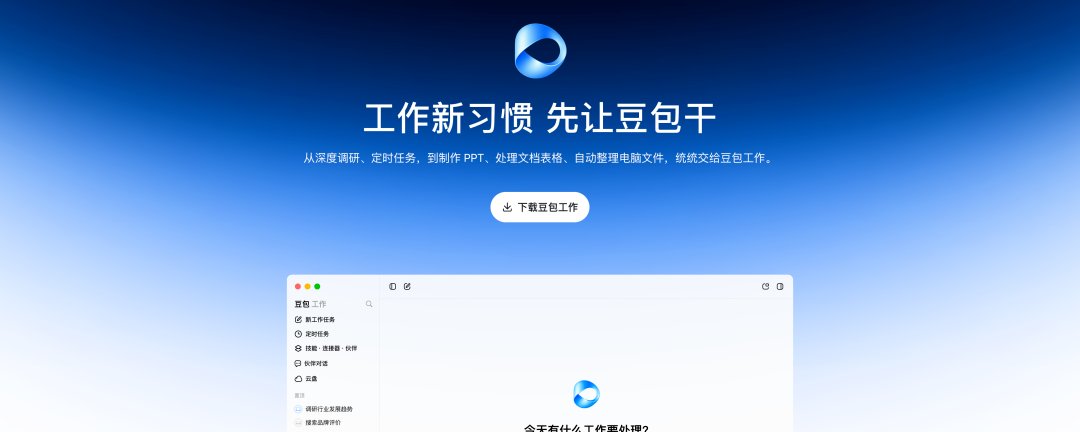 工作新习惯 先让豆包干
从深度调研、定时任务，到制作 PPT、处理文档表格、自动整理电脑文件，统统交给豆包工作。
下载豆包工作
豆包 工作
新工作任务
定时任务
技能 · 连接器 · 伙伴
伙伴对话
云盘
置顶
调研行业发展趋势
搜索品牌评价
今天有什么工作要处理？